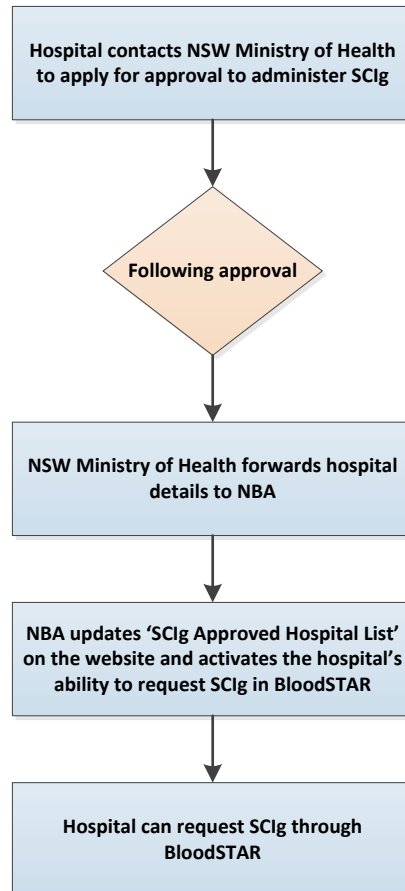 Hospital contacts NSW Ministry of Health
to apply for approval to administer SCIg
Following approval
NSW Ministry of Health forwards hospital
details to NBA
NBA updates ‘SCIg Approved Hospital List’
on the website and activates the hospital’s
ability to request SCIg in BloodSTAR
Hospital can request SCIg through
BloodSTAR